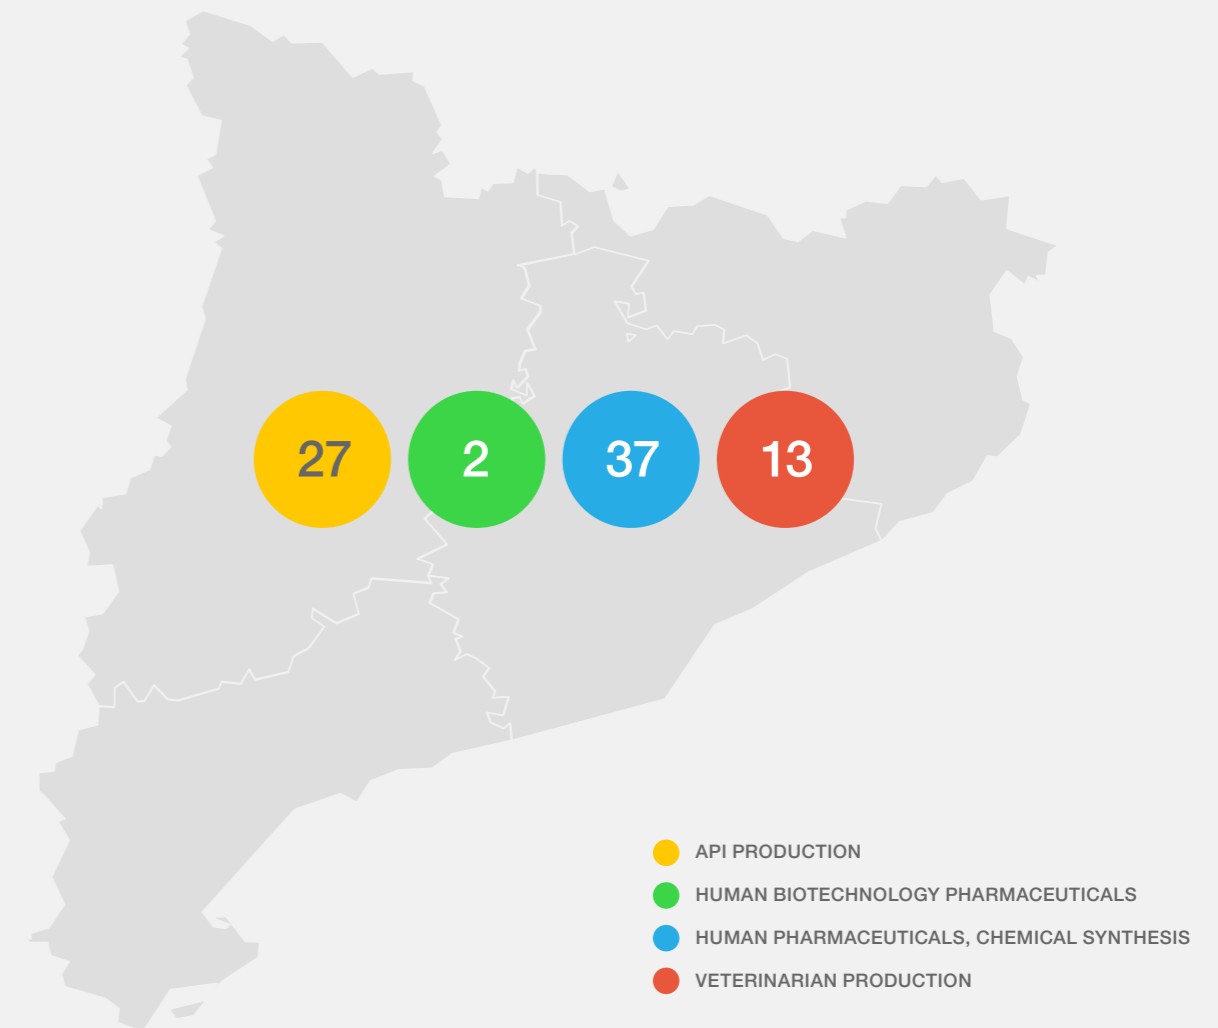 27 2 37 13
API PRODUCTION
HUMAN BIOTECHNOLOGY PHARMACEUTICALS
HUMAN PHARMACEUTICALS, CHEMICAL SYNTHESIS
VETERINARIAN PRODUCTION